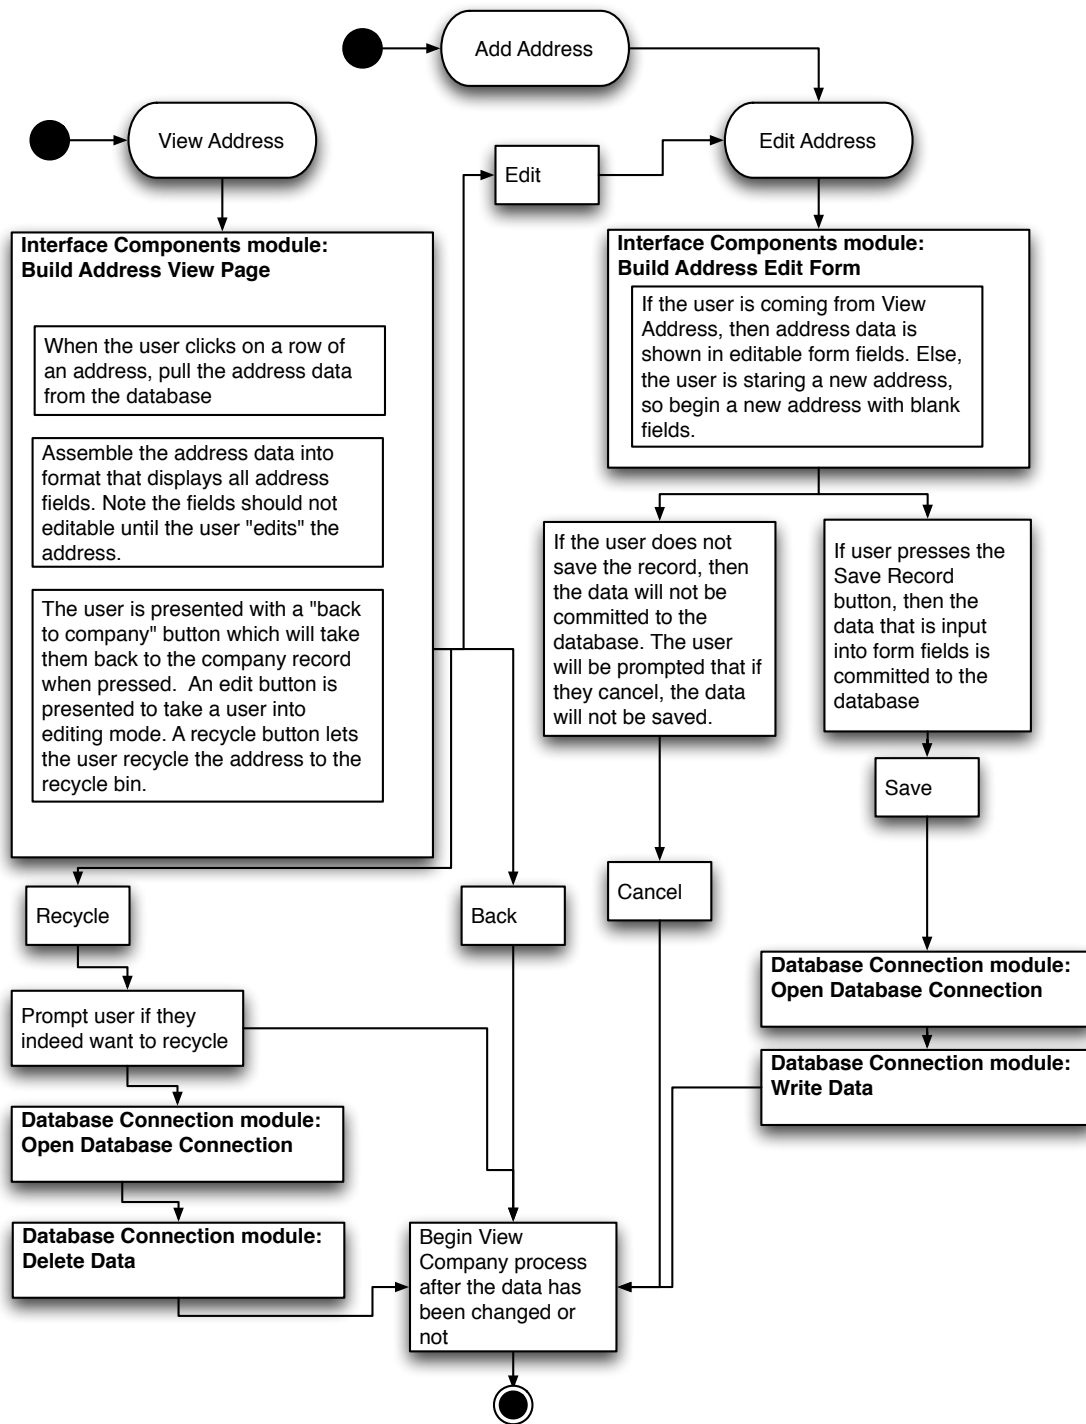 Add Address
View Address
Edit Address
Edit
Interface Components module:
Build Address View Page
When the user clicks on a row of
an address, pull the address data
from the database
Assemble the address data into
format that displays all address
fields. Note the fields should not
editable until the user "edits" the
address.
The user is presented with a "back
to company" button which will take
them back to the company record
when pressed.  An edit button is
presented to take a user into
editing mode. A recycle button lets
the user recycle the address to the
recycle bin.
Interface Components module:
Build Address Edit Form
If the user is coming from View
Address, then address data is
shown in editable form fields. Else,
the user is staring a new address,
so begin a new address with blank
fields.
If the user does not
save the record, then
the data will not be
committed to the
database. The user
will be prompted that if
they cancel, the data
will not be saved.
If user presses the
Save Record
button, then the
data that is input
into form fields is
committed to the
database
Save
Recycle
Back
Cancel
Prompt user if they
indeed want to recycle
Database Connection module:
Open Database Connection
Database Connection module:
Write Data
Database Connection module:
Open Database Connection
Database Connection module:
Delete Data
Begin View
Company process
after the data has
been changed or
not